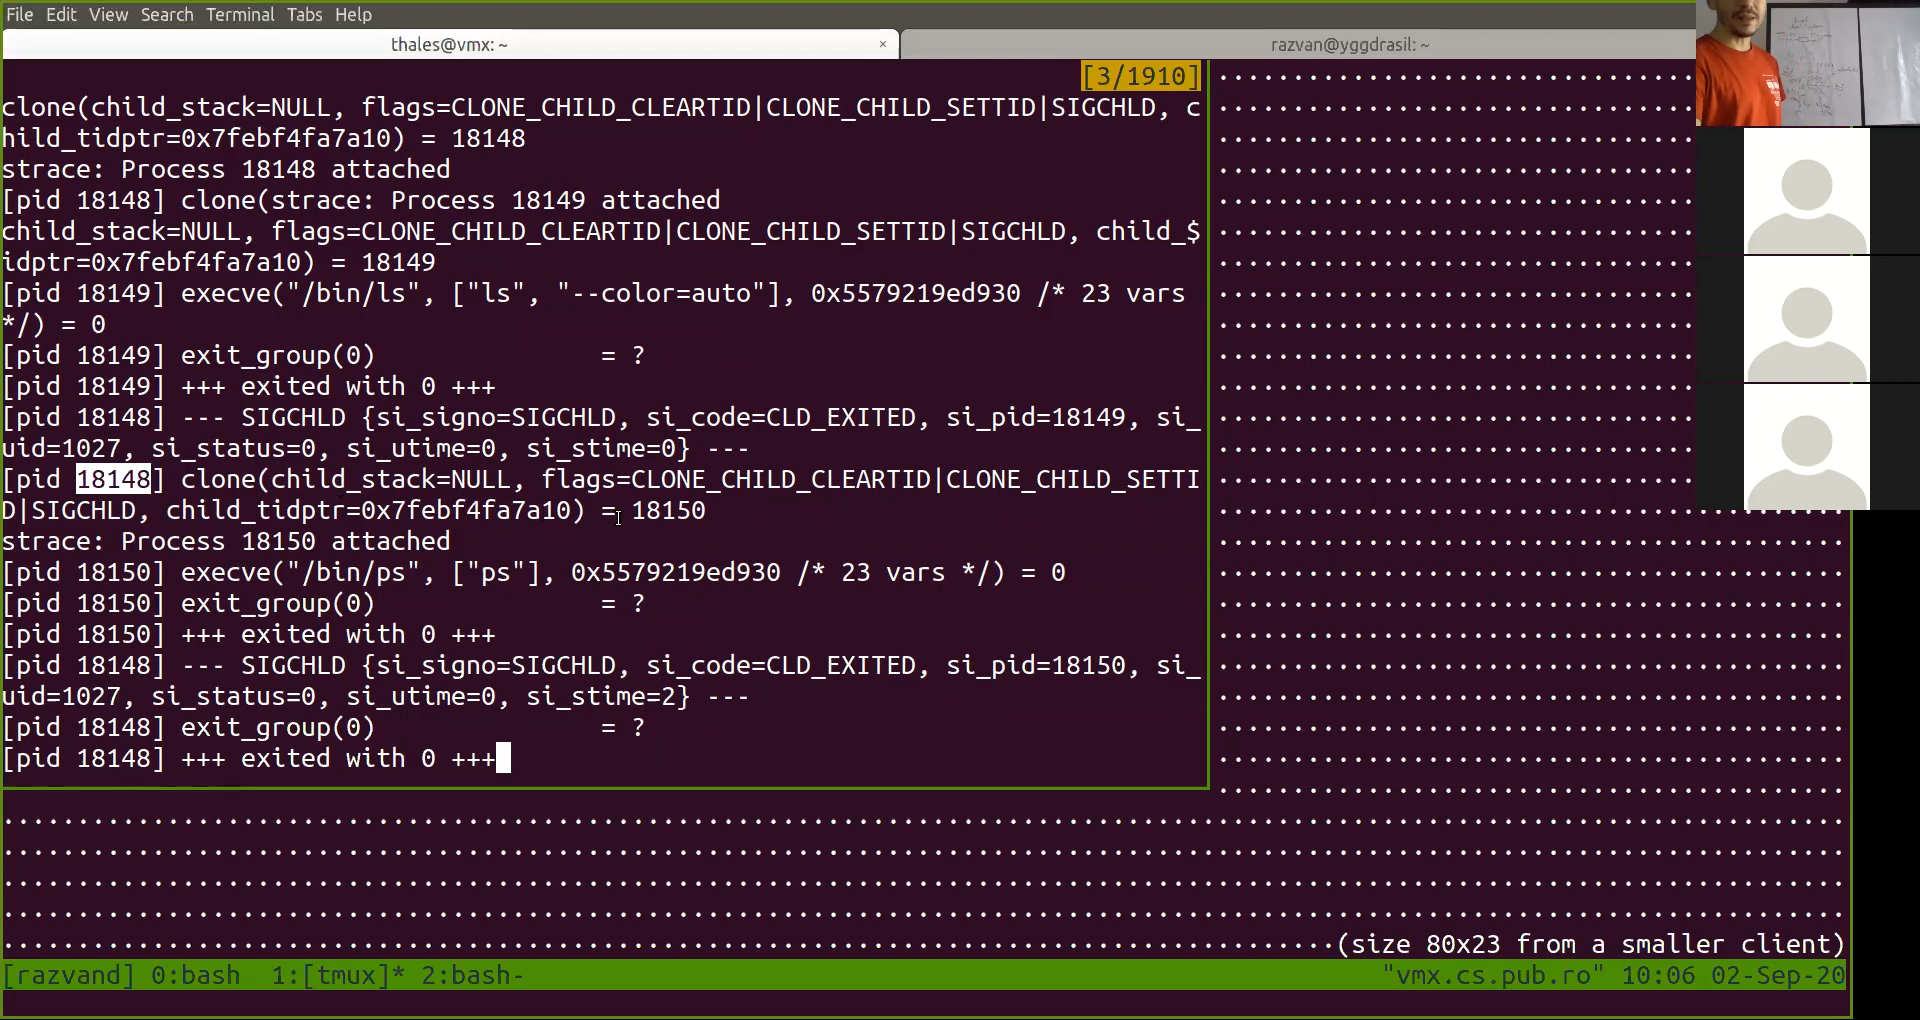 File Edit View Search Terminal Tabs Help
thales@vmx: ~ ×
razvan@yggdrasil: ~
[3/1910]
clone(child_stack=NULL, flags=CLONE_CHILD_CLEARTID|CLONE_CHILD_SETTID|SIGCHLD, c
hild_tidptr=0x7febf4fa7a10) = 18148
strace: Process 18148 attached
[pid 18148] clone(strace: Process 18149 attached
child_stack=NULL, flags=CLONE_CHILD_CLEARTID|CLONE_CHILD_SETTID|SIGCHLD, child_$
idptr=0x7febf4fa7a10) = 18149
[pid 18149] execve("/bin/ls", ["ls", "--color=auto"], 0x5579219ed930 /* 23 vars
*/) = 0
[pid 18149] exit_group(0)               = ?
[pid 18149] +++ exited with 0 +++
[pid 18148] --- SIGCHLD {si_signo=SIGCHLD, si_code=CLD_EXITED, si_pid=18149, si_
uid=1027, si_status=0, si_utime=0, si_stime=0} ---
[pid 18148] clone(child_stack=NULL, flags=CLONE_CHILD_CLEARTID|CLONE_CHILD_SETTI
D|SIGCHLD, child_tidptr=0x7febf4fa7a10) = 18150
strace: Process 18150 attached
[pid 18150] execve("/bin/ps", ["ps"], 0x5579219ed930 /* 23 vars */) = 0
[pid 18150] exit_group(0)               = ?
[pid 18150] +++ exited with 0 +++
[pid 18148] --- SIGCHLD {si_signo=SIGCHLD, si_code=CLD_EXITED, si_pid=18150, si_
uid=1027, si_status=0, si_utime=0, si_stime=2} ---
[pid 18148] exit_group(0)               = ?
[pid 18148] +++ exited with 0 +++
(size 80x23 from a smaller client)
[razvand] 0:bash  1:[tmux]* 2:bash- "vmx.cs.pub.ro" 10:06 02-Sep-20